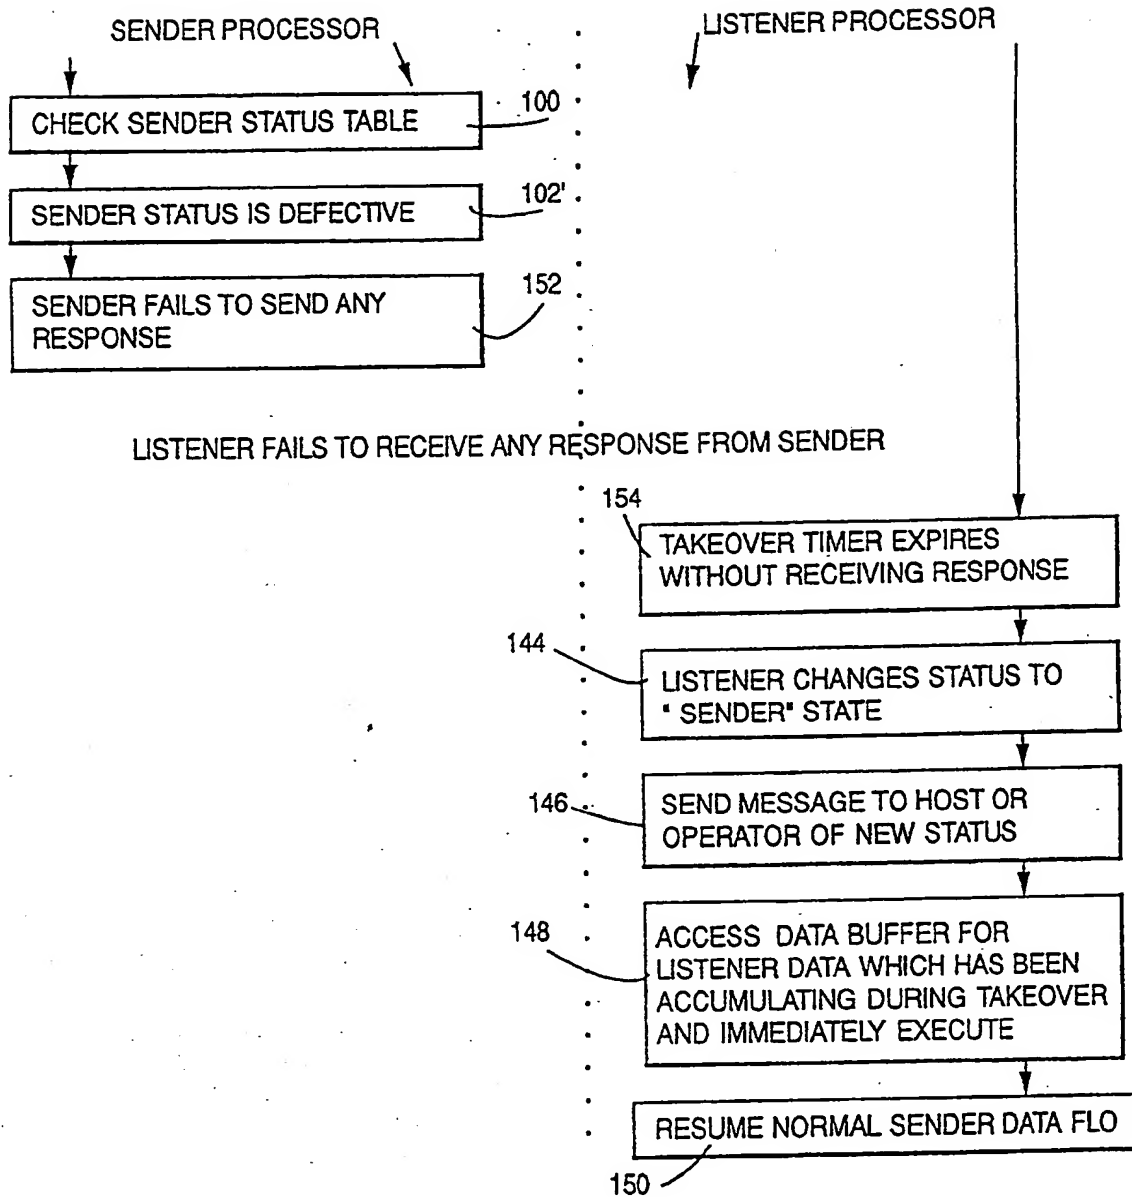 SENDER PROCESSOR
LISTENER PROCESSOR
CHECK SENDER STATUS TABLE
100
SENDER STATUS IS DEFECTIVE
102'
SENDER FAILS TO SEND ANY
RESPONSE
152
LISTENER FAILS TO RECEIVE ANY RESPONSE FROM SENDER
154
TAKEOVER TIMER EXPIRES
WITHOUT RECEIVING RESPONSE
144
LISTENER CHANGES STATUS TO
" SENDER" STATE
146
SEND MESSAGE TO HOST OR
OPERATOR OF NEW STATUS
148
ACCESS DATA BUFFER FOR
LISTENER DATA WHICH HAS BEEN
ACCUMULATING DURING TAKEOVER
AND IMMEDIATELY EXECUTE
RESUME NORMAL SENDER DATA FLO
150